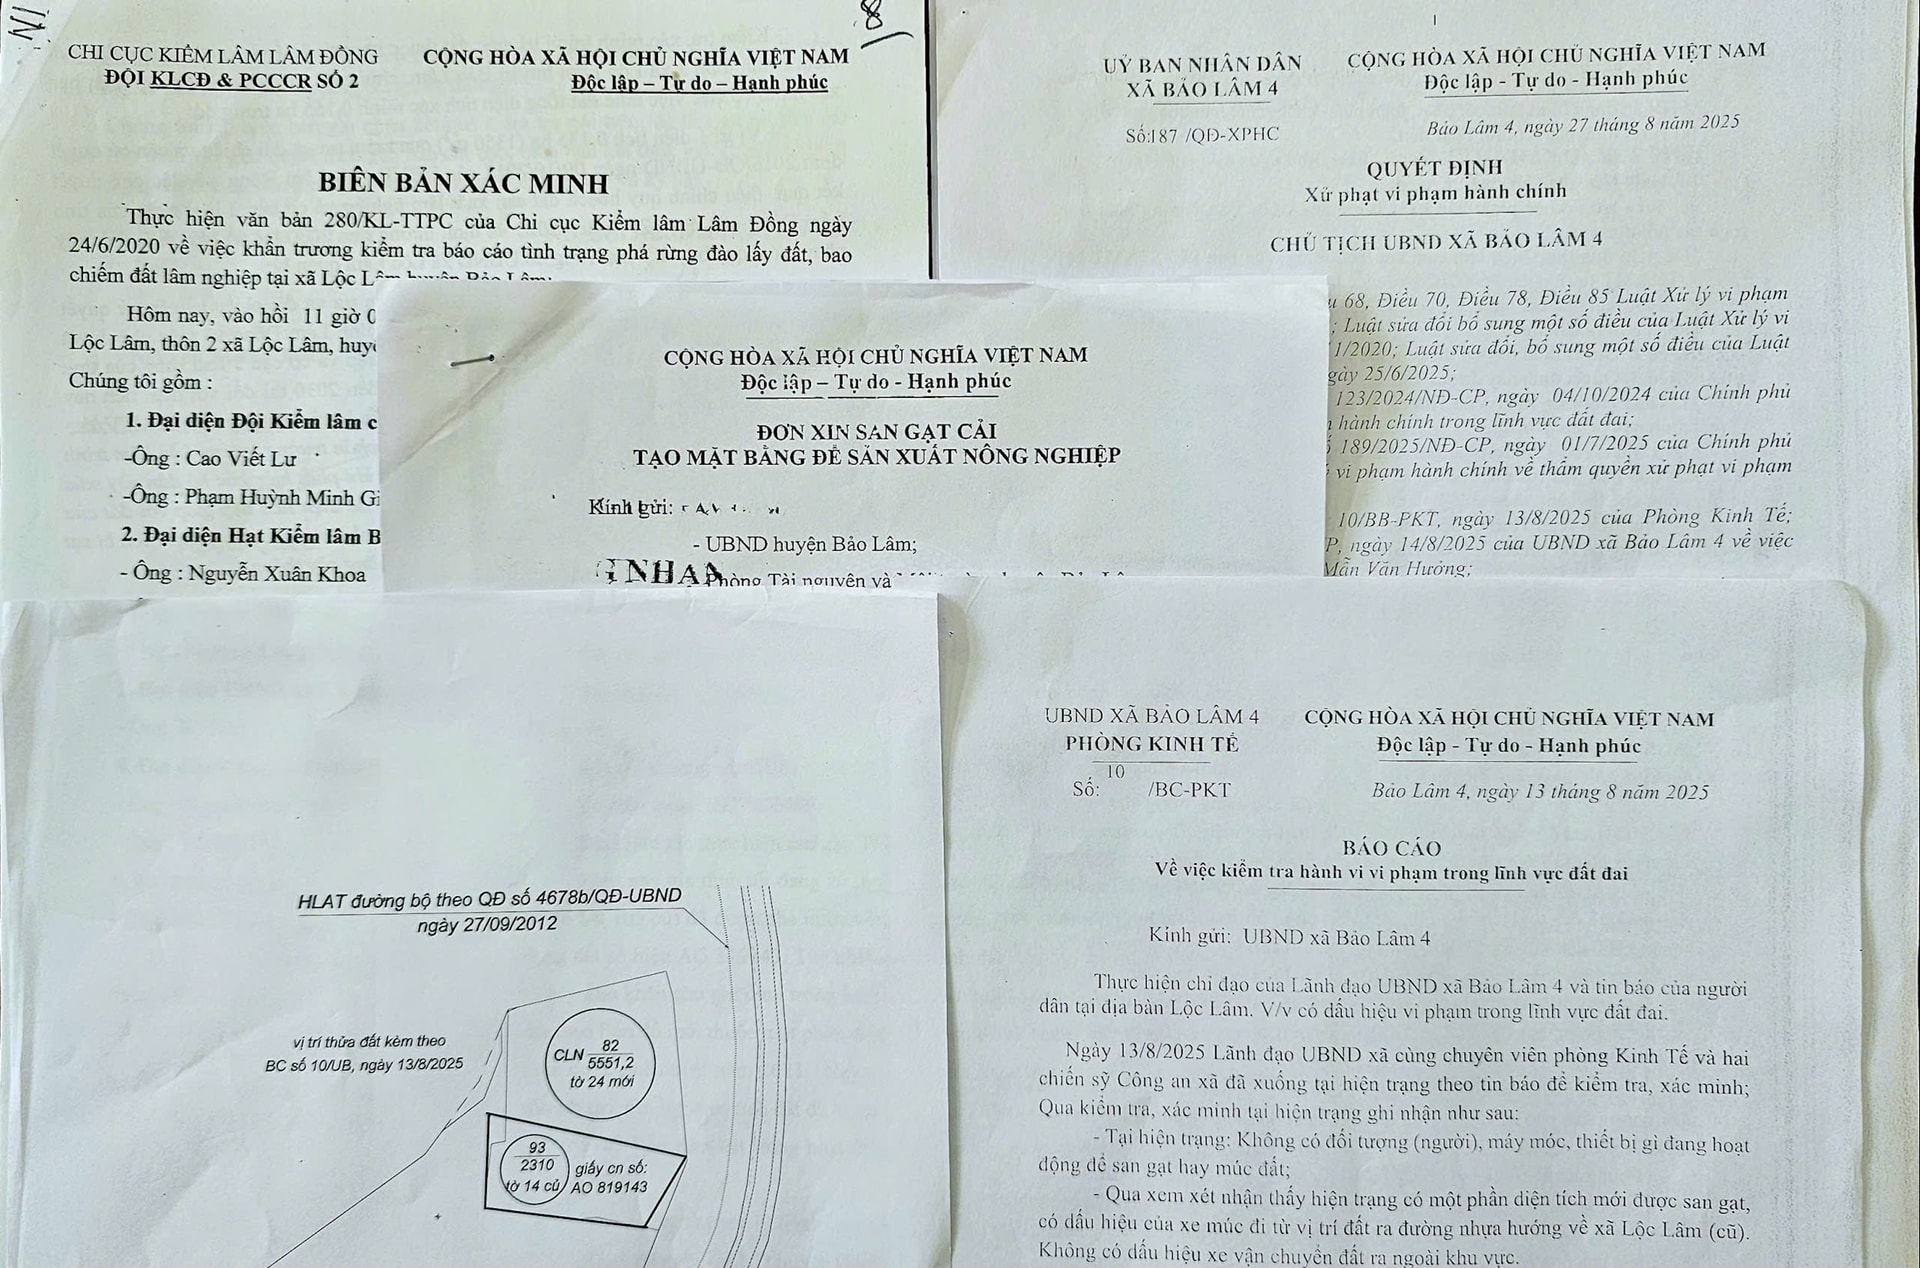 CHI CỤC KIỂM LÂM LÂM ĐỒNG
ĐỘI KLCĐ & PCCCR SỐ 2
CỘNG HÒA XÃ HỘI CHỦ NGHĨA VIỆT NAM
Độc lập – Tự do – Hạnh phúc
BIÊN BẢN XÁC MINH
Thực hiện văn bản 280/KL-TTPC của Chi cục Kiểm lâm Lâm Đồng ngày
24/6/2020 về việc khẩn trương kiểm tra báo cáo tình trạng phá rừng đào lấy đất, bao
chiếm đất lâm nghiệp tại xã Lộc Lâm huyện Bảo Lâm;
Hôm nay, vào hồi 11 giờ 0
Lộc Lâm, thôn 2 xã Lộc Lâm, huyệ
Chúng tôi gồm :
1. Đại diện Đội Kiểm lâm c
-Ông : Cao Viết Lư
-Ông : Phạm Huỳnh Minh Gi
2. Đại diện Hạt Kiểm lâm B
- Ông : Nguyễn Xuân Khoa
UỶ BAN NHÂN DÂN
XÃ BẢO LÂM 4
Số:187 /QĐ-XPHC
CỘNG HÒA XÃ HỘI CHỦ NGHĨA VIỆT NAM
Độc lập - Tự do - Hạnh phúc
Bảo Lâm 4, ngày 27 tháng 8 năm 2025
QUYẾT ĐỊNH
Xử phạt vi phạm hành chính
CHỦ TỊCH UBND XÃ BẢO LÂM 4
68, Điều 70, Điều 78, Điều 85 Luật Xử lý vi phạm
; Luật sửa đổi bổ sung một số điều của Luật Xử lý vi
1/2020; Luật sửa đổi, bổ sung một số điều của Luật
gày 25/6/2025;
123/2024/NĐ-CP, ngày 04/10/2024 của Chính phủ
hành chính trong lĩnh vực đất đai;
189/2025/NĐ-CP, ngày 01/7/2025 của Chính phủ
vi phạm hành chính về thẩm quyền xử phạt vi phạm
10/BB-PKT, ngày 13/8/2025 của Phòng Kinh Tế;
P, ngày 14/8/2025 của UBND xã Bảo Lâm 4 về việc
Mẫn Văn Hưởng;
CỘNG HÒA XÃ HỘI CHỦ NGHĨA VIỆT NAM
Độc lập – Tự do - Hạnh phúc
ĐƠN XIN SAN GẠT CẢI
TẠO MẶT BẰNG ĐỂ SẢN XUẤT NÔNG NGHIỆP
Kính gửi:
- UBND huyện Bảo Lâm;
Phòng Tài nguyên và
HLAT đường bộ theo QĐ số 4678b/QĐ-UBND
ngày 27/09/2012
vị trí thửa đất kèm theo
BC số 10/UB, ngày 13/8/2025
CLN 82
5551,2
tờ 24 mới
93
2310
tờ 14 cũ
giấy cn số:
AO 819143
UBND XÃ BẢO LÂM 4
PHÒNG KINH TẾ
Số: 10 /BC-PKT
CỘNG HÒA XÃ HỘI CHỦ NGHĨA VIỆT NAM
Độc lập - Tự do - Hạnh phúc
Bảo Lâm 4, ngày 13 tháng 8 năm 2025
BÁO CÁO
Về việc kiểm tra hành vi vi phạm trong lĩnh vực đất đai
Kính gửi: UBND xã Bảo Lâm 4
Thực hiện chỉ đạo của Lãnh đạo UBND xã Bảo Lâm 4 và tin báo của người
dân tại địa bàn Lộc Lâm. V/v có dấu hiệu vi phạm trong lĩnh vực đất đai.
Ngày 13/8/2025 Lãnh đạo UBND xã cùng chuyên viên phòng Kinh Tế và hai
chiến sỹ Công an xã đã xuống tại hiện trạng theo tin báo để kiểm tra, xác minh;
Qua kiểm tra, xác minh tại hiện trạng ghi nhận như sau:
- Tại hiện trạng: Không có đối tượng (người), máy móc, thiết bị gì đang hoạt
động để san gạt hay múc đất;
- Qua xem xét nhận thấy hiện trạng có một phần diện tích mới được san gạt,
có dấu hiệu của xe múc đi từ vị trí đất ra đường nhựa hướng về xã Lộc Lâm (cũ).
Không có dấu hiệu xe vận chuyển đất ra ngoài khu vực.